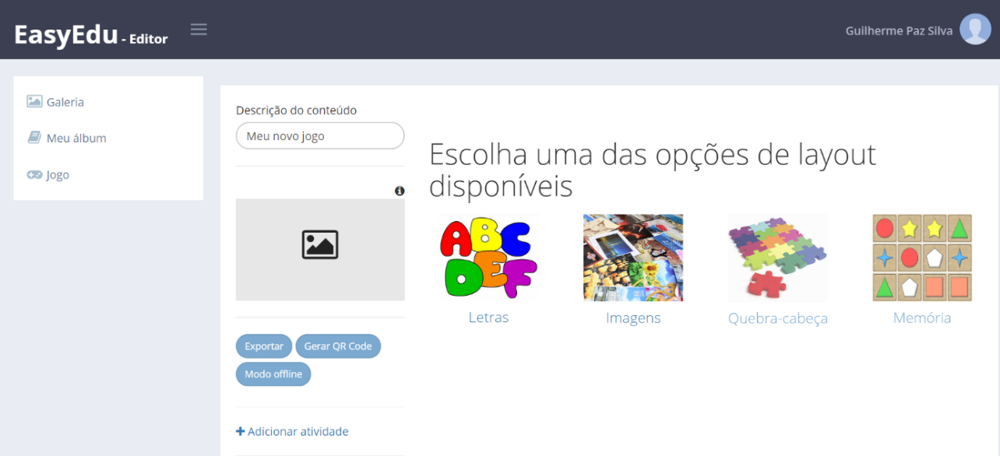 EasyEdu - Editor
Guilherme Paz Silva
Galeria
Meu álbum
Jogo
Descrição do conteúdo
Meu novo jogo
Exportar
Gerar QR Code
Modo offline
+ Adicionar atividade
Escolha uma das opções de layout
disponíveis
ABC
DEF
Letras
Imagens
Quebra-cabeça
Memória